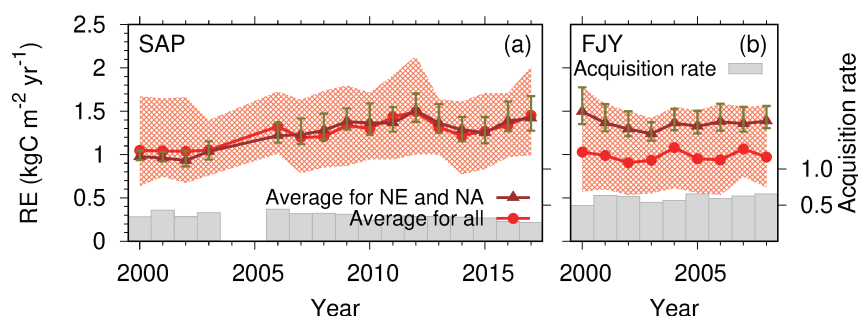 SAP (a)
FJY (b)
Acquisition rate
Average for NE and NA
Average for all
RE (kgC m-2 yr-1)
2.5
2
1.5
1
0.5
0
1.0
0.5
Acquisition rate
2000 2005 2010 2015
2000 2005
Year
Year